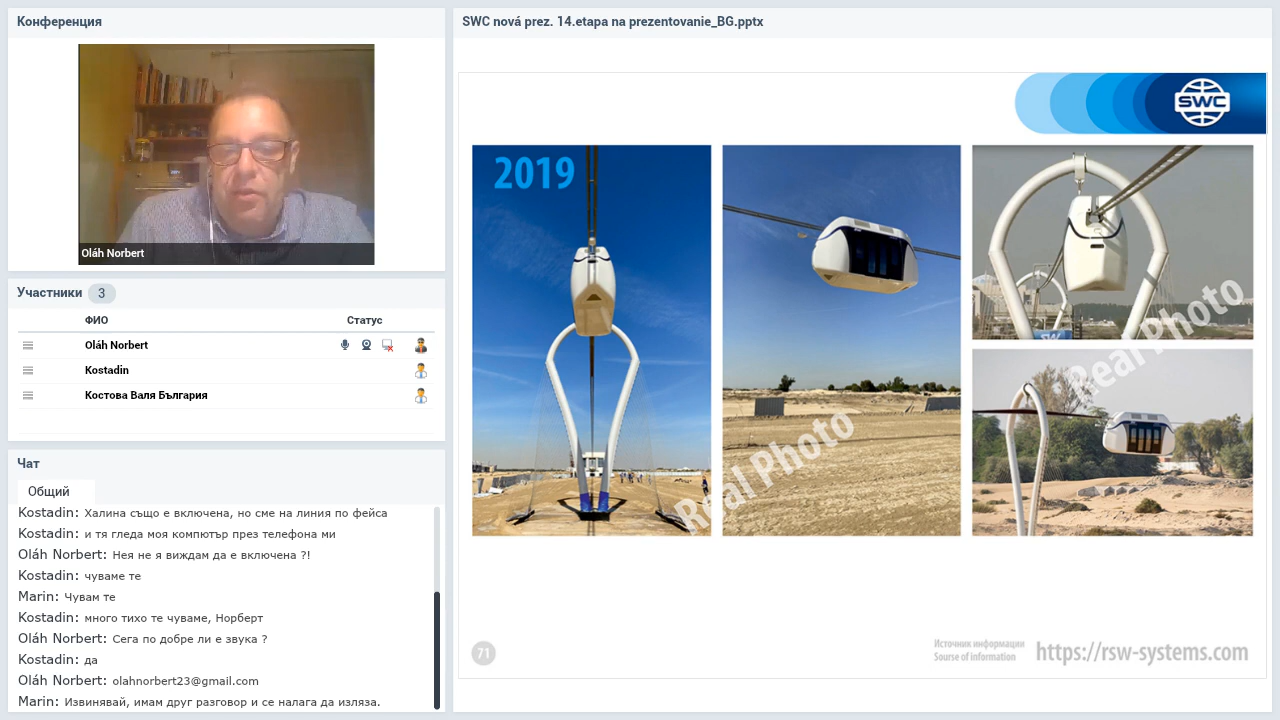 Конференция
Oláh Norbert
Участники 3
ФИО Статус
Oláh Norbert
Kostadin
Костова Валя България
Чат
Общий
Kostadin: Халина също е включена, но сме на линия по фейса
Kostadin: и тя гледа моя компютър през телефона ми
Oláh Norbert: Нея не я виждам да е включена ?!
Kostadin: чуваме те
Marin: Чувам те
Kostadin: много тихо те чуваме, Норберт
Oláh Norbert: Сега по добре ли е звука ?
Kostadin: да
Oláh Norbert: olahnorbert23@gmail.com
Marin: Извинявай, имам друг разговор и се налага да изляза.
SWC nová prez. 14.etapa na prezentovanie_BG.pptx
SWC
2019
Real Photo
Real Photo
71
Источник информации
Sourse of information
https://rsw-systems.com